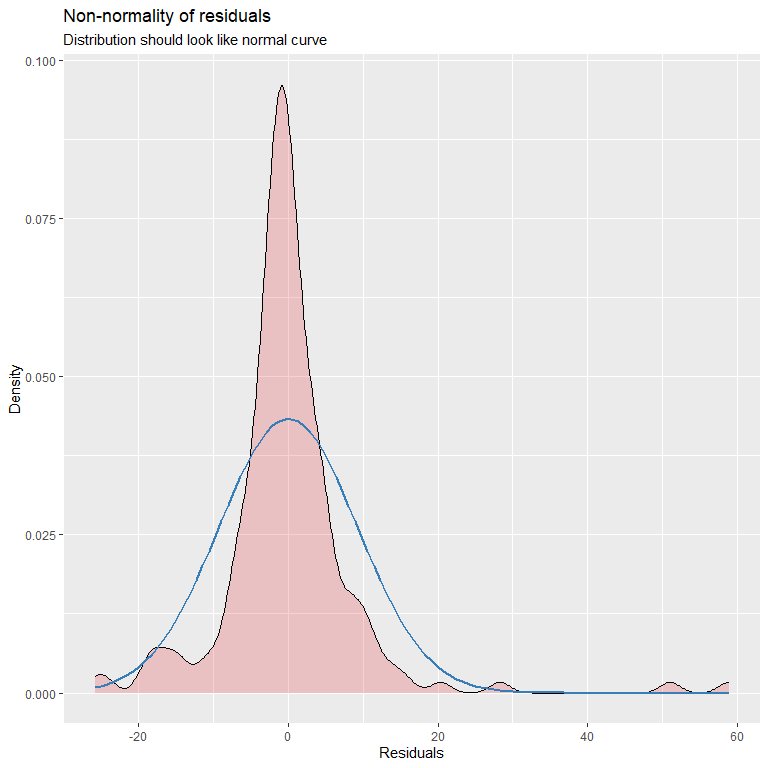 Non-normality of residuals
Distribution should look like normal curve
0.100
0.075
0.050
0.025
0.000
Density
-20
0
20
40
60
Residuals